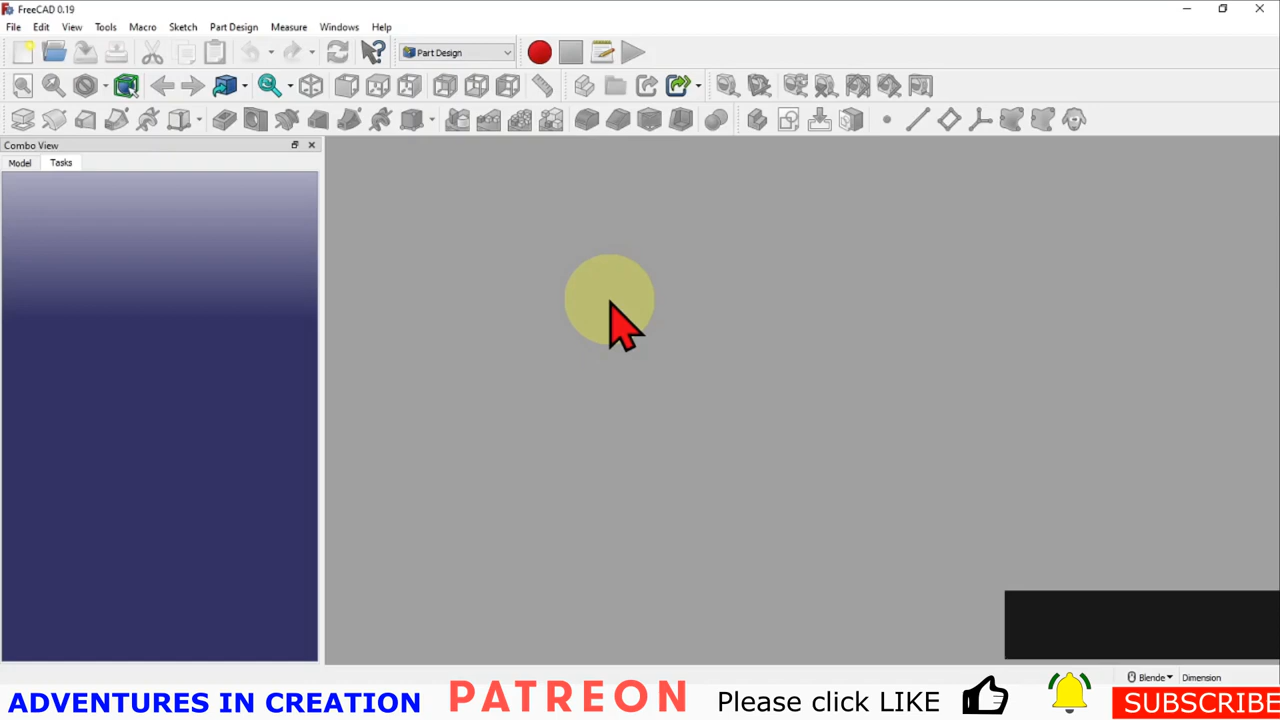 FreeCAD 0.19
File Edit View Tools Macro Sketch Part Design Measure Windows Help
Part Design
Combo View
Model Tasks
Blende Dimension
ADVENTURES IN CREATION PATREON Please click LIKE SUBSCRIBE